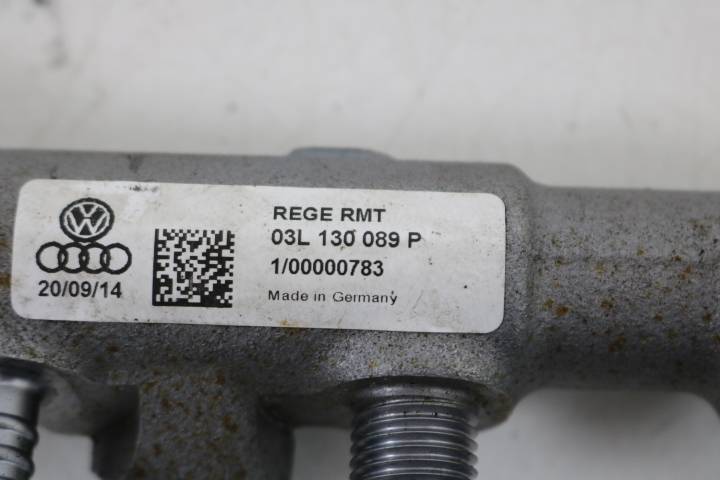 REGE RMT
03L 130 089 P
1/00000783
Made in Germany
20/09/14